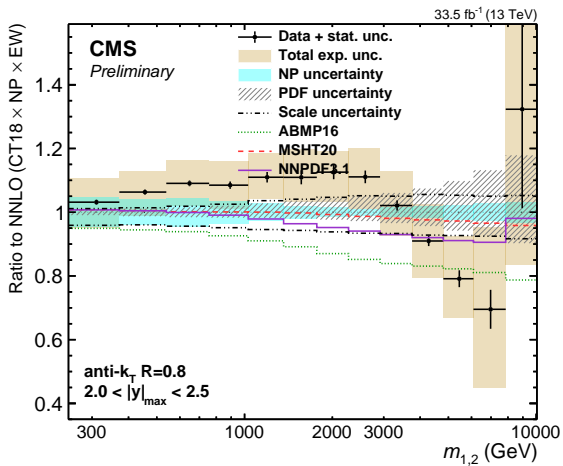 33.5 fb⁻¹ (13 TeV)
CMS
Preliminary
Data + stat. unc.
Total exp. unc.
NP uncertainty
PDF uncertainty
Scale uncertainty
ABMP16
MSHT20
NNPDF3.1
Ratio to NNLO (CT18 × NP × EW)
1.4
1.2
1
0.8
0.6
0.4
anti-k_T R=0.8
2.0 < |y|_max < 2.5
300 1000 2000 3000 10000
m_1,2 (GeV)